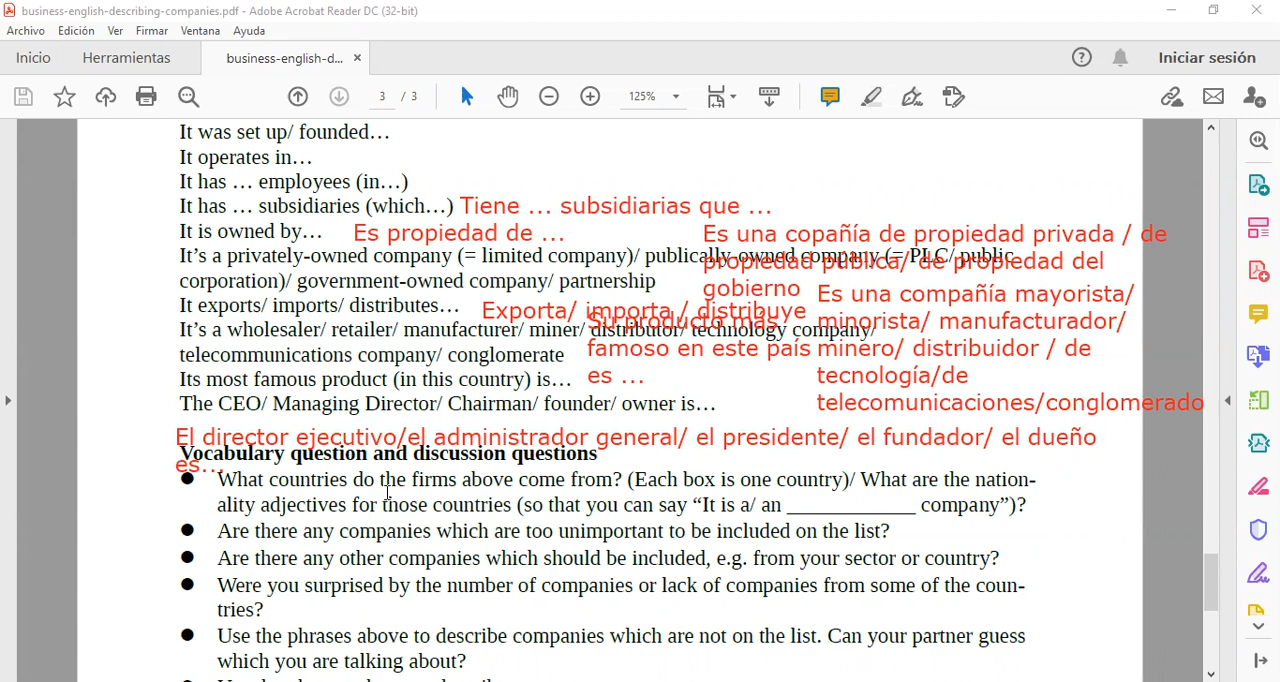 business-english-describing-companies.pdf - Adobe Acrobat Reader DC (32-bit)
Archivo Edición Ver Firmar Ventana Ayuda
Inicio Herramientas business-english-d... × Iniciar sesión
3 / 3 125%
It was set up/ founded…
It operates in…
It has … employees (in…)
It has … subsidiaries (which…) Tiene ... subsidiarias que ...
It is owned by… Es propiedad de ...
Es una copañía de propiedad privada / de
propiedad pública/ de propiedad del
gobierno
It's a privately-owned company (= limited company)/ publically-owned company (= PLC/ public
corporation)/ government-owned company/ partnership
It exports/ imports/ distributes… Exporta/ importa / distribuye
Es una compañía mayorista/
minorista/ manufacturador/
minero/ distribuidor / de
tecnología/de
telecomunicaciones/conglomerado
It's a wholesaler/ retailer/ manufacturer/ miner/ distributor/ technology company/
telecommunications company/ conglomerate
Su producto más
famoso en este país
es ...
Its most famous product (in this country) is…
The CEO/ Managing Director/ Chairman/ founder/ owner is…
El director ejecutivo/el administrador general/ el presidente/ el fundador/ el dueño
es...
Vocabulary question and discussion questions
● What countries do the firms above come from? (Each box is one country)/ What are the nation-
ality adjectives for those countries (so that you can say “It is a/ an ____________ company”)?
● Are there any companies which are too unimportant to be included on the list?
● Are there any other companies which should be included, e.g. from your sector or country?
● Were you surprised by the number of companies or lack of companies from some of the coun-
tries?
● Use the phrases above to describe companies which are not on the list. Can your partner guess
which you are talking about?